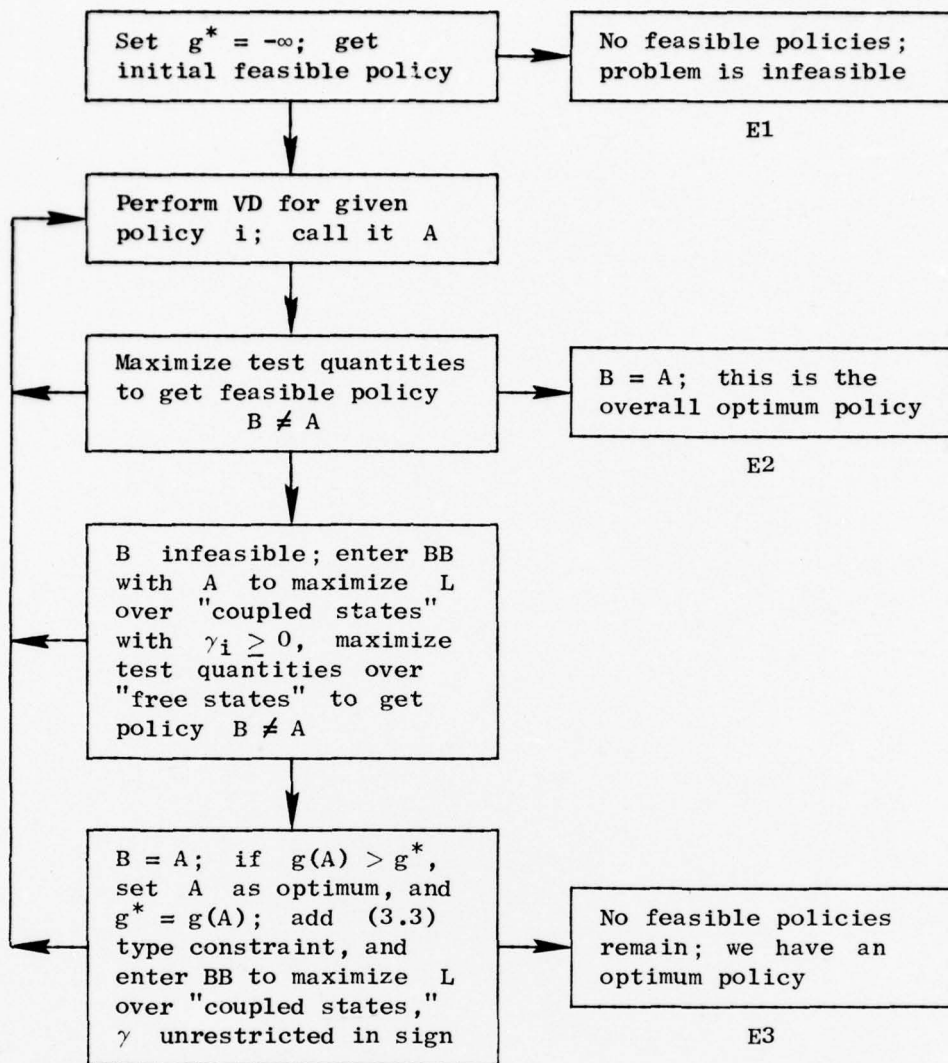 Set g* = -∞; get
initial feasible policy
No feasible policies;
problem is infeasible
E1
Perform VD for given
policy i; call it A
Maximize test quantities
to get feasible policy
B ≠ A
B = A; this is the
overall optimum policy
E2
B infeasible; enter BB
with A to maximize L
over "coupled states"
with γi ≥ 0, maximize
test quantities over
"free states" to get
policy B ≠ A
B = A; if g(A) > g*,
set A as optimum, and
g* = g(A); add (3.3)
type constraint, and
enter BB to maximize L
over "coupled states,"
γ unrestricted in sign
No feasible policies
remain; we have an
optimum policy
E3